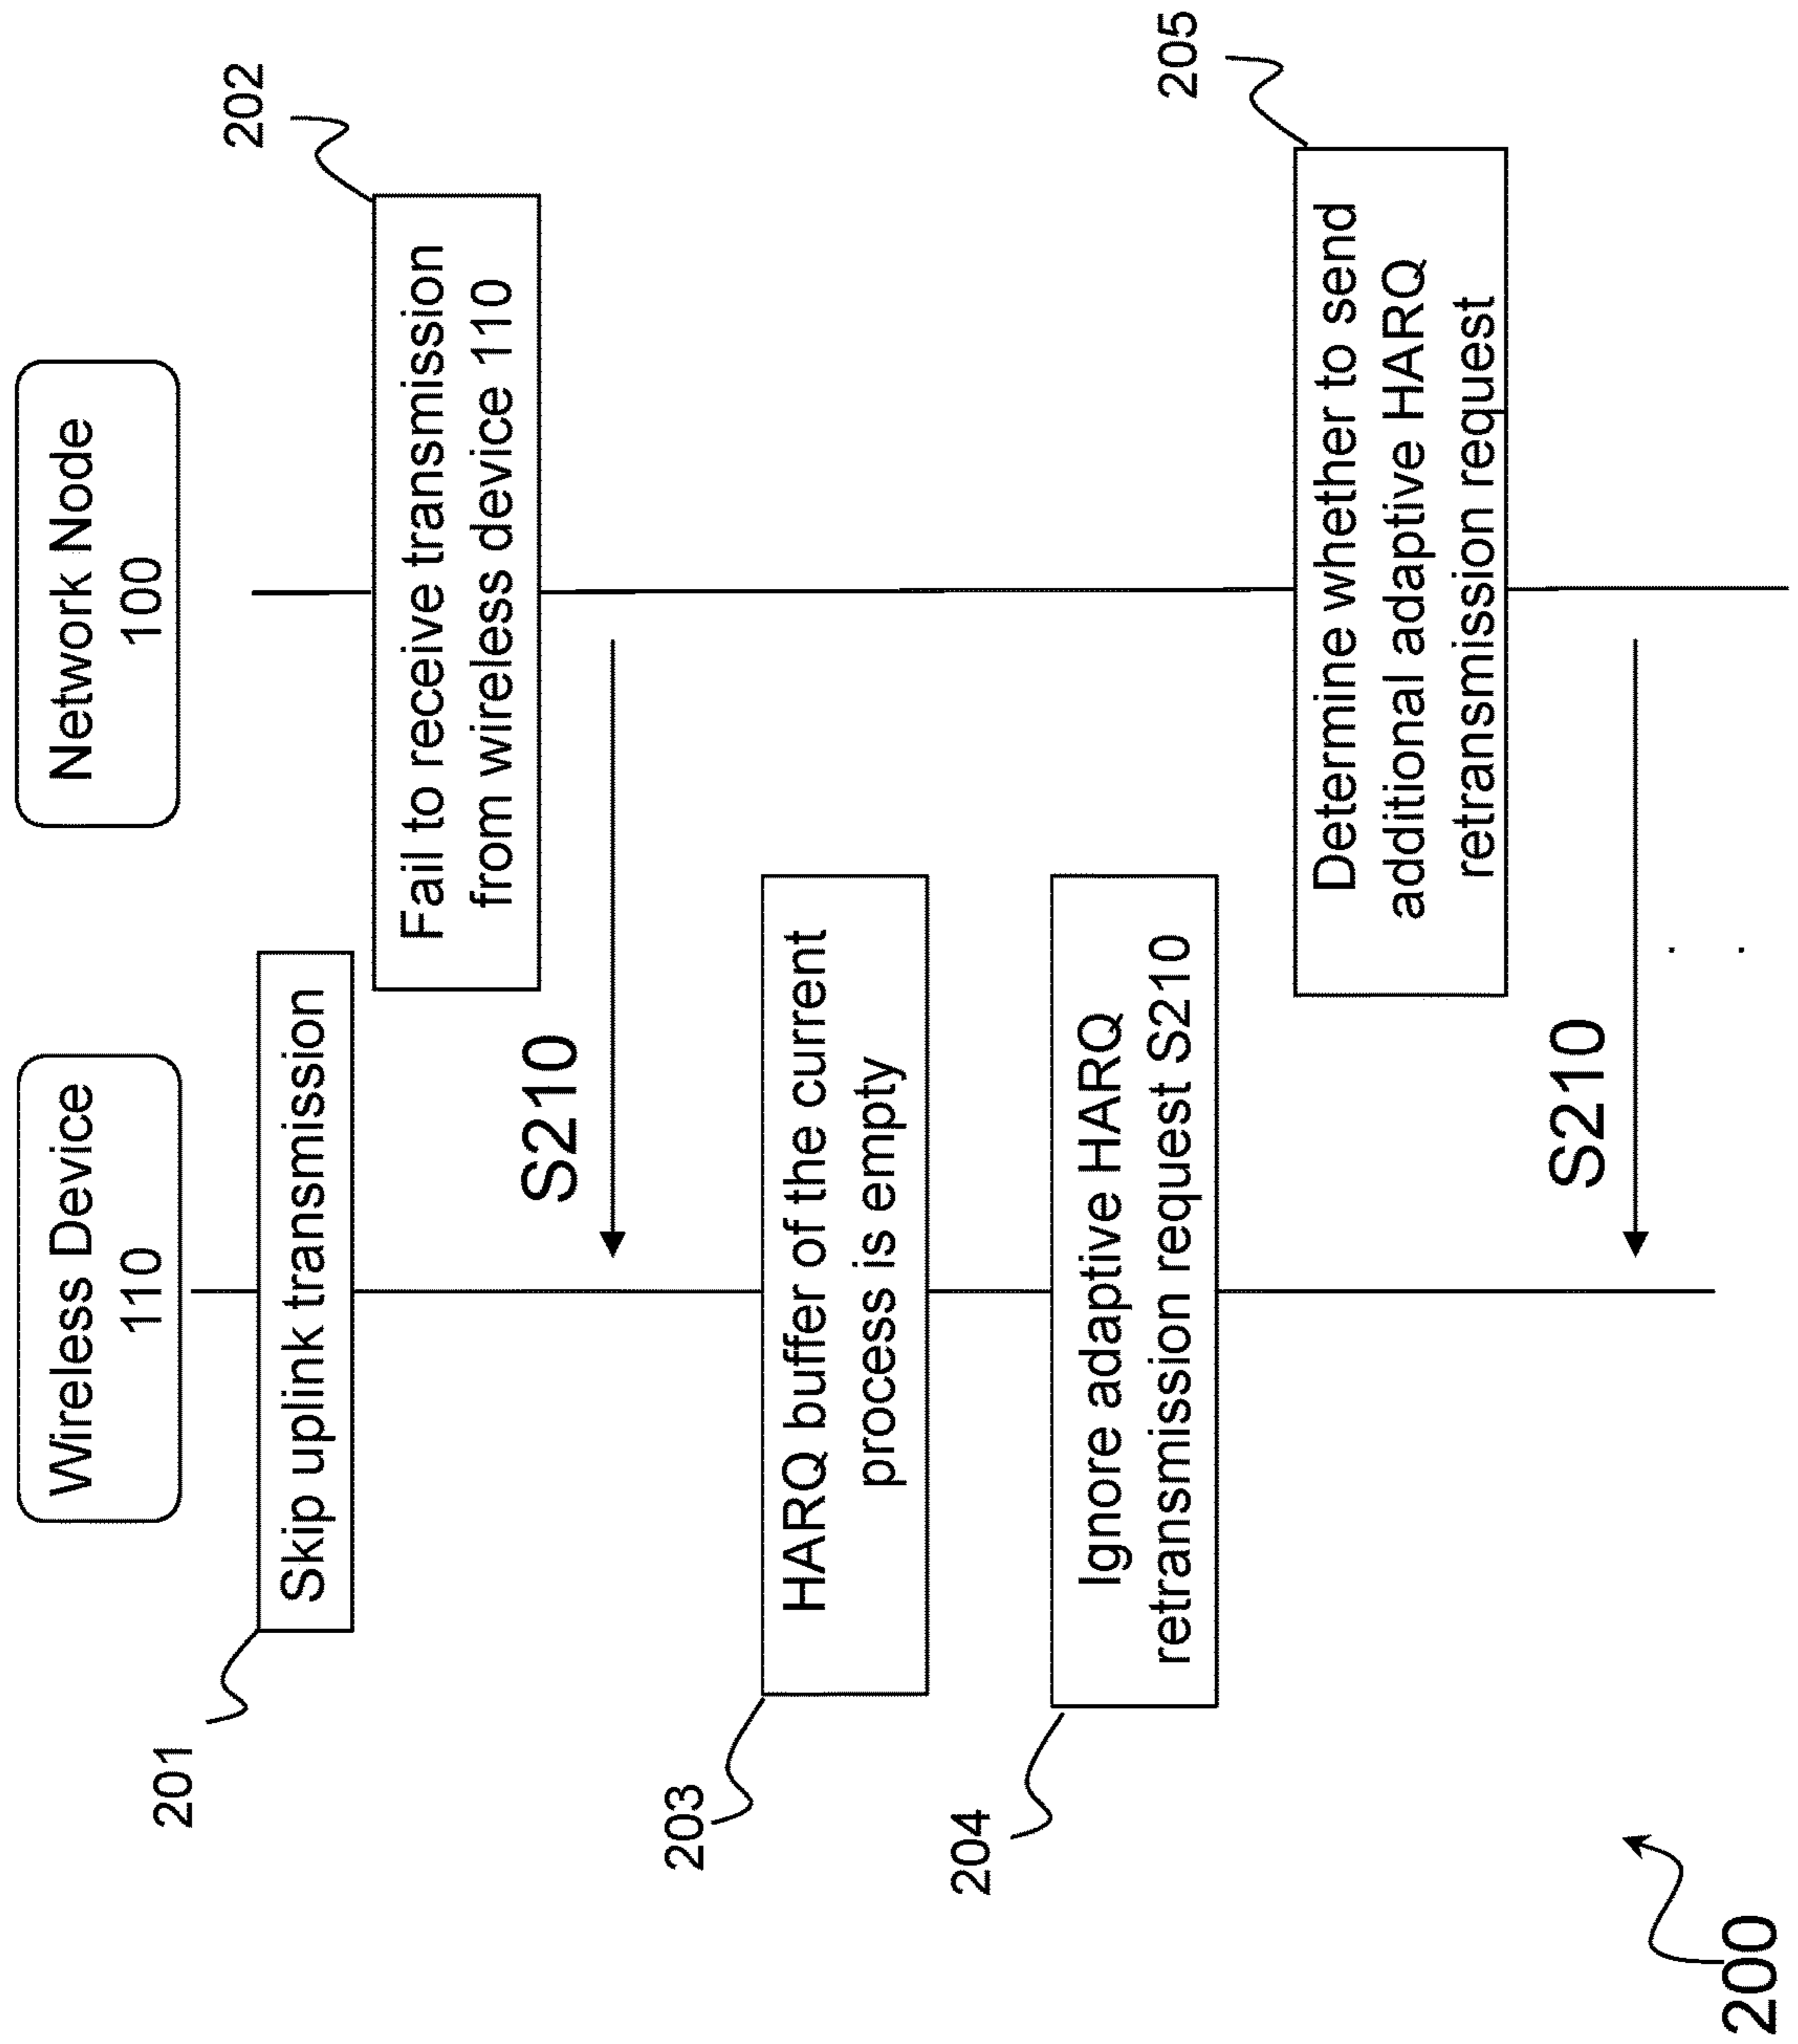 Wireless Device
110
Network Node
100
201
Skip uplink transmission
202
Fail to receive transmission
from wireless device 110
S210
203
HARQ buffer of the current
process is empty
204
Ignore adaptive HARQ
retransmission request S210
205
Determine whether to send
additional adaptive HARQ
retransmission request
S210
200